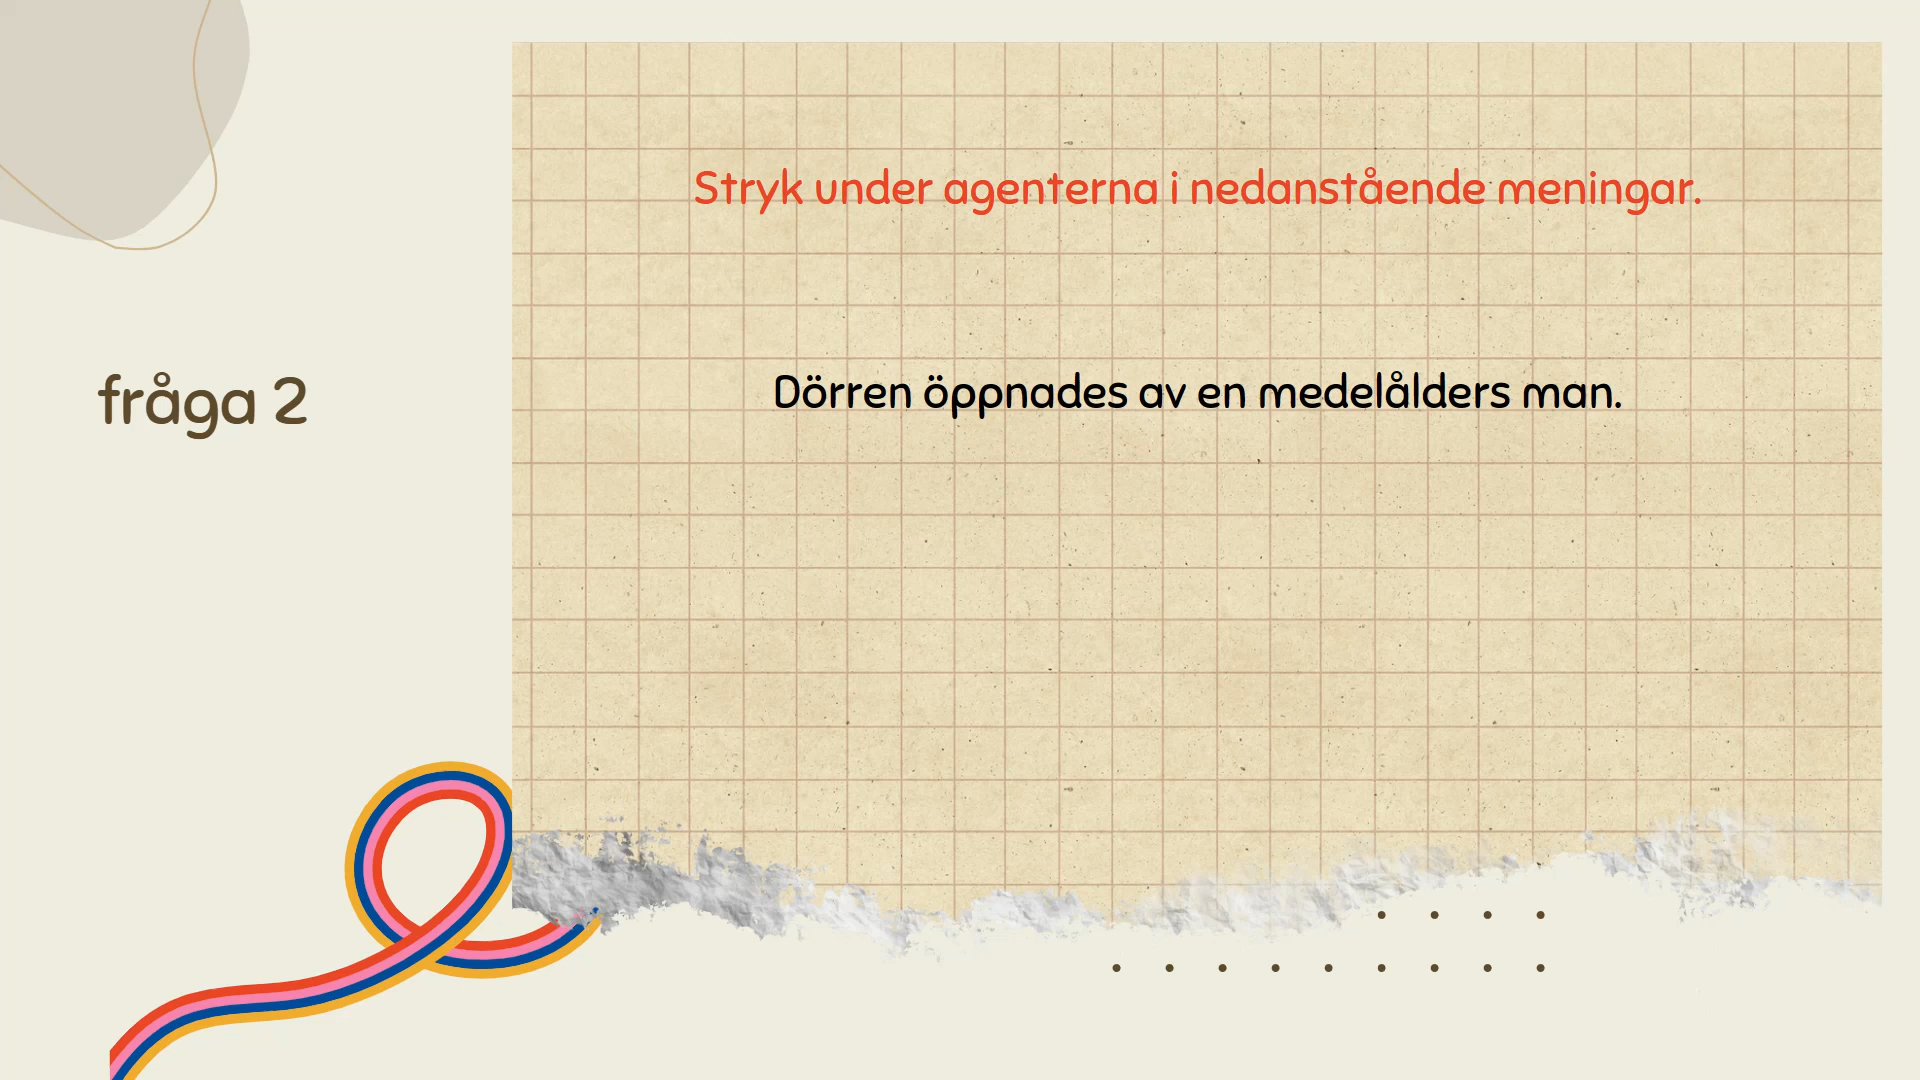 Stryk under agenterna i nedanstående meningar.
fråga 2
Dörren öppnades av en medelålders man.